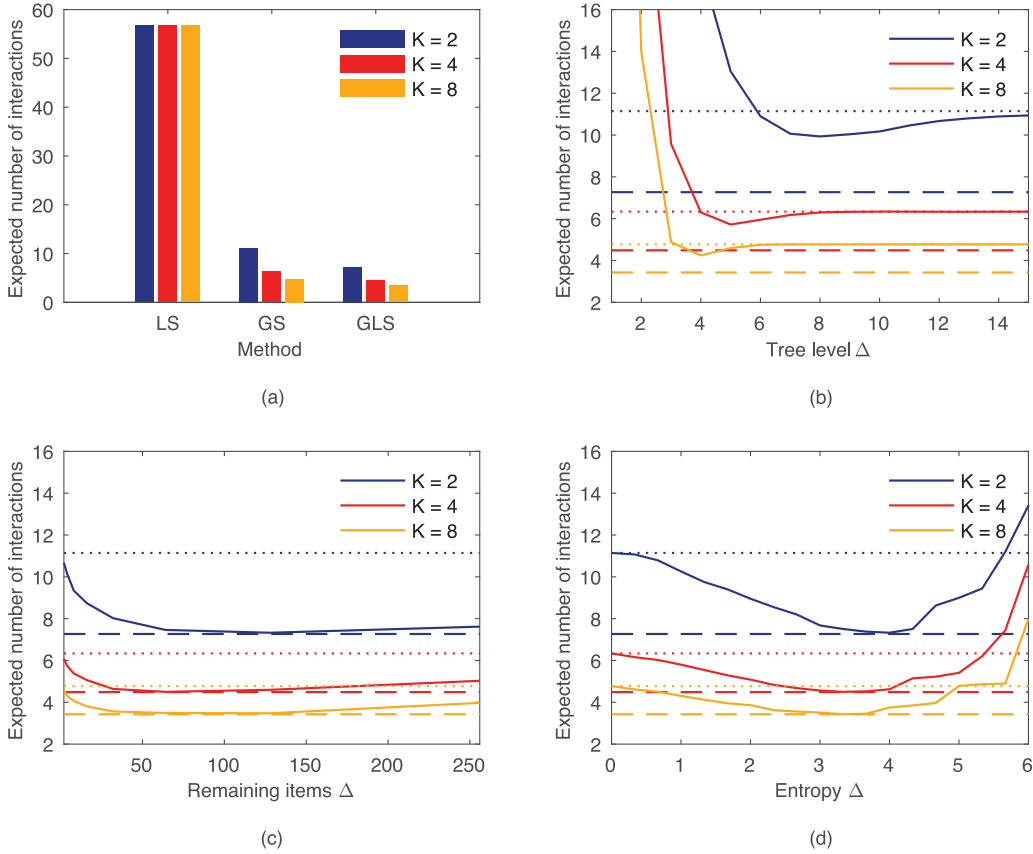 Expected number of interactions
60
50
40
30
20
10
0
K = 2
K = 4
K = 8
LS GS GLS
Method
(a)
Expected number of interactions
16
14
12
10
8
6
4
2
K = 2
K = 4
K = 8
2 4 6 8 10 12 14
Tree level Δ
(b)
Expected number of interactions
16
14
12
10
8
6
4
2
K = 2
K = 4
K = 8
50 100 150 200 250
Remaining items Δ
(c)
Expected number of interactions
16
14
12
10
8
6
4
2
K = 2
K = 4
K = 8
0 1 2 3 4 5 6
Entropy Δ
(d)